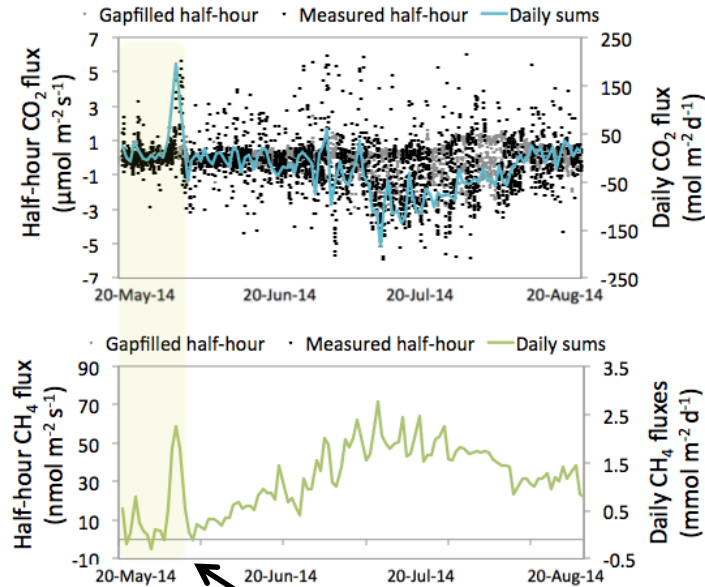 Gapfilled half-hour Measured half-hour Daily sums
Half-hour CO2 flux
(µmol m-2 s-1)
7
5
3
1
-1
-3
-5
-7
250
150
50
-50
-150
-250
Daily CO2 flux
(mol m-2 d-1)
20-May-14 20-Jun-14 20-Jul-14 20-Aug-14
Gapfilled half-hour Measured half-hour Daily sums
Half-hour CH4 flux
(nmol m-2 s-1)
90
70
50
30
10
-10
3.5
2.5
1.5
0.5
-0.5
Daily CH4 fluxes
(mmol m-2 d-1)
20-May-14 20-Jun-14 20-Jul-14 20-Aug-14